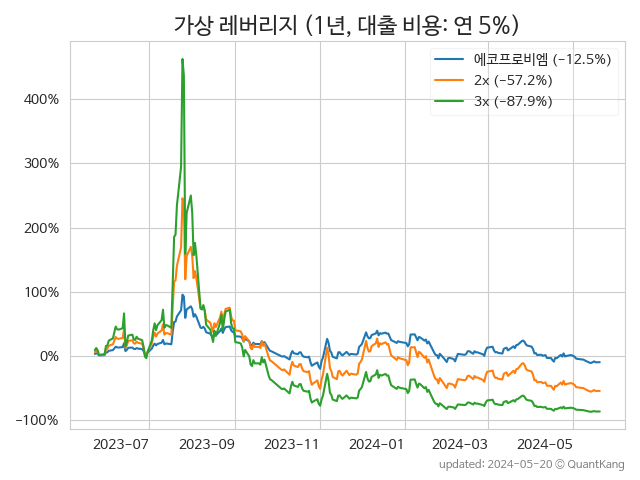 가상 레버리지 (1년, 대출 비용: 연 5%)
에코프로비엠 (-12.5%)
2x (-57.2%)
3x (-87.9%)
400%
300%
200%
100%
0%
−100%
2023-07
2023-09
2023-11
2024-01
2024-03
2024-05
updated: 2024-05-20 © QuantKang